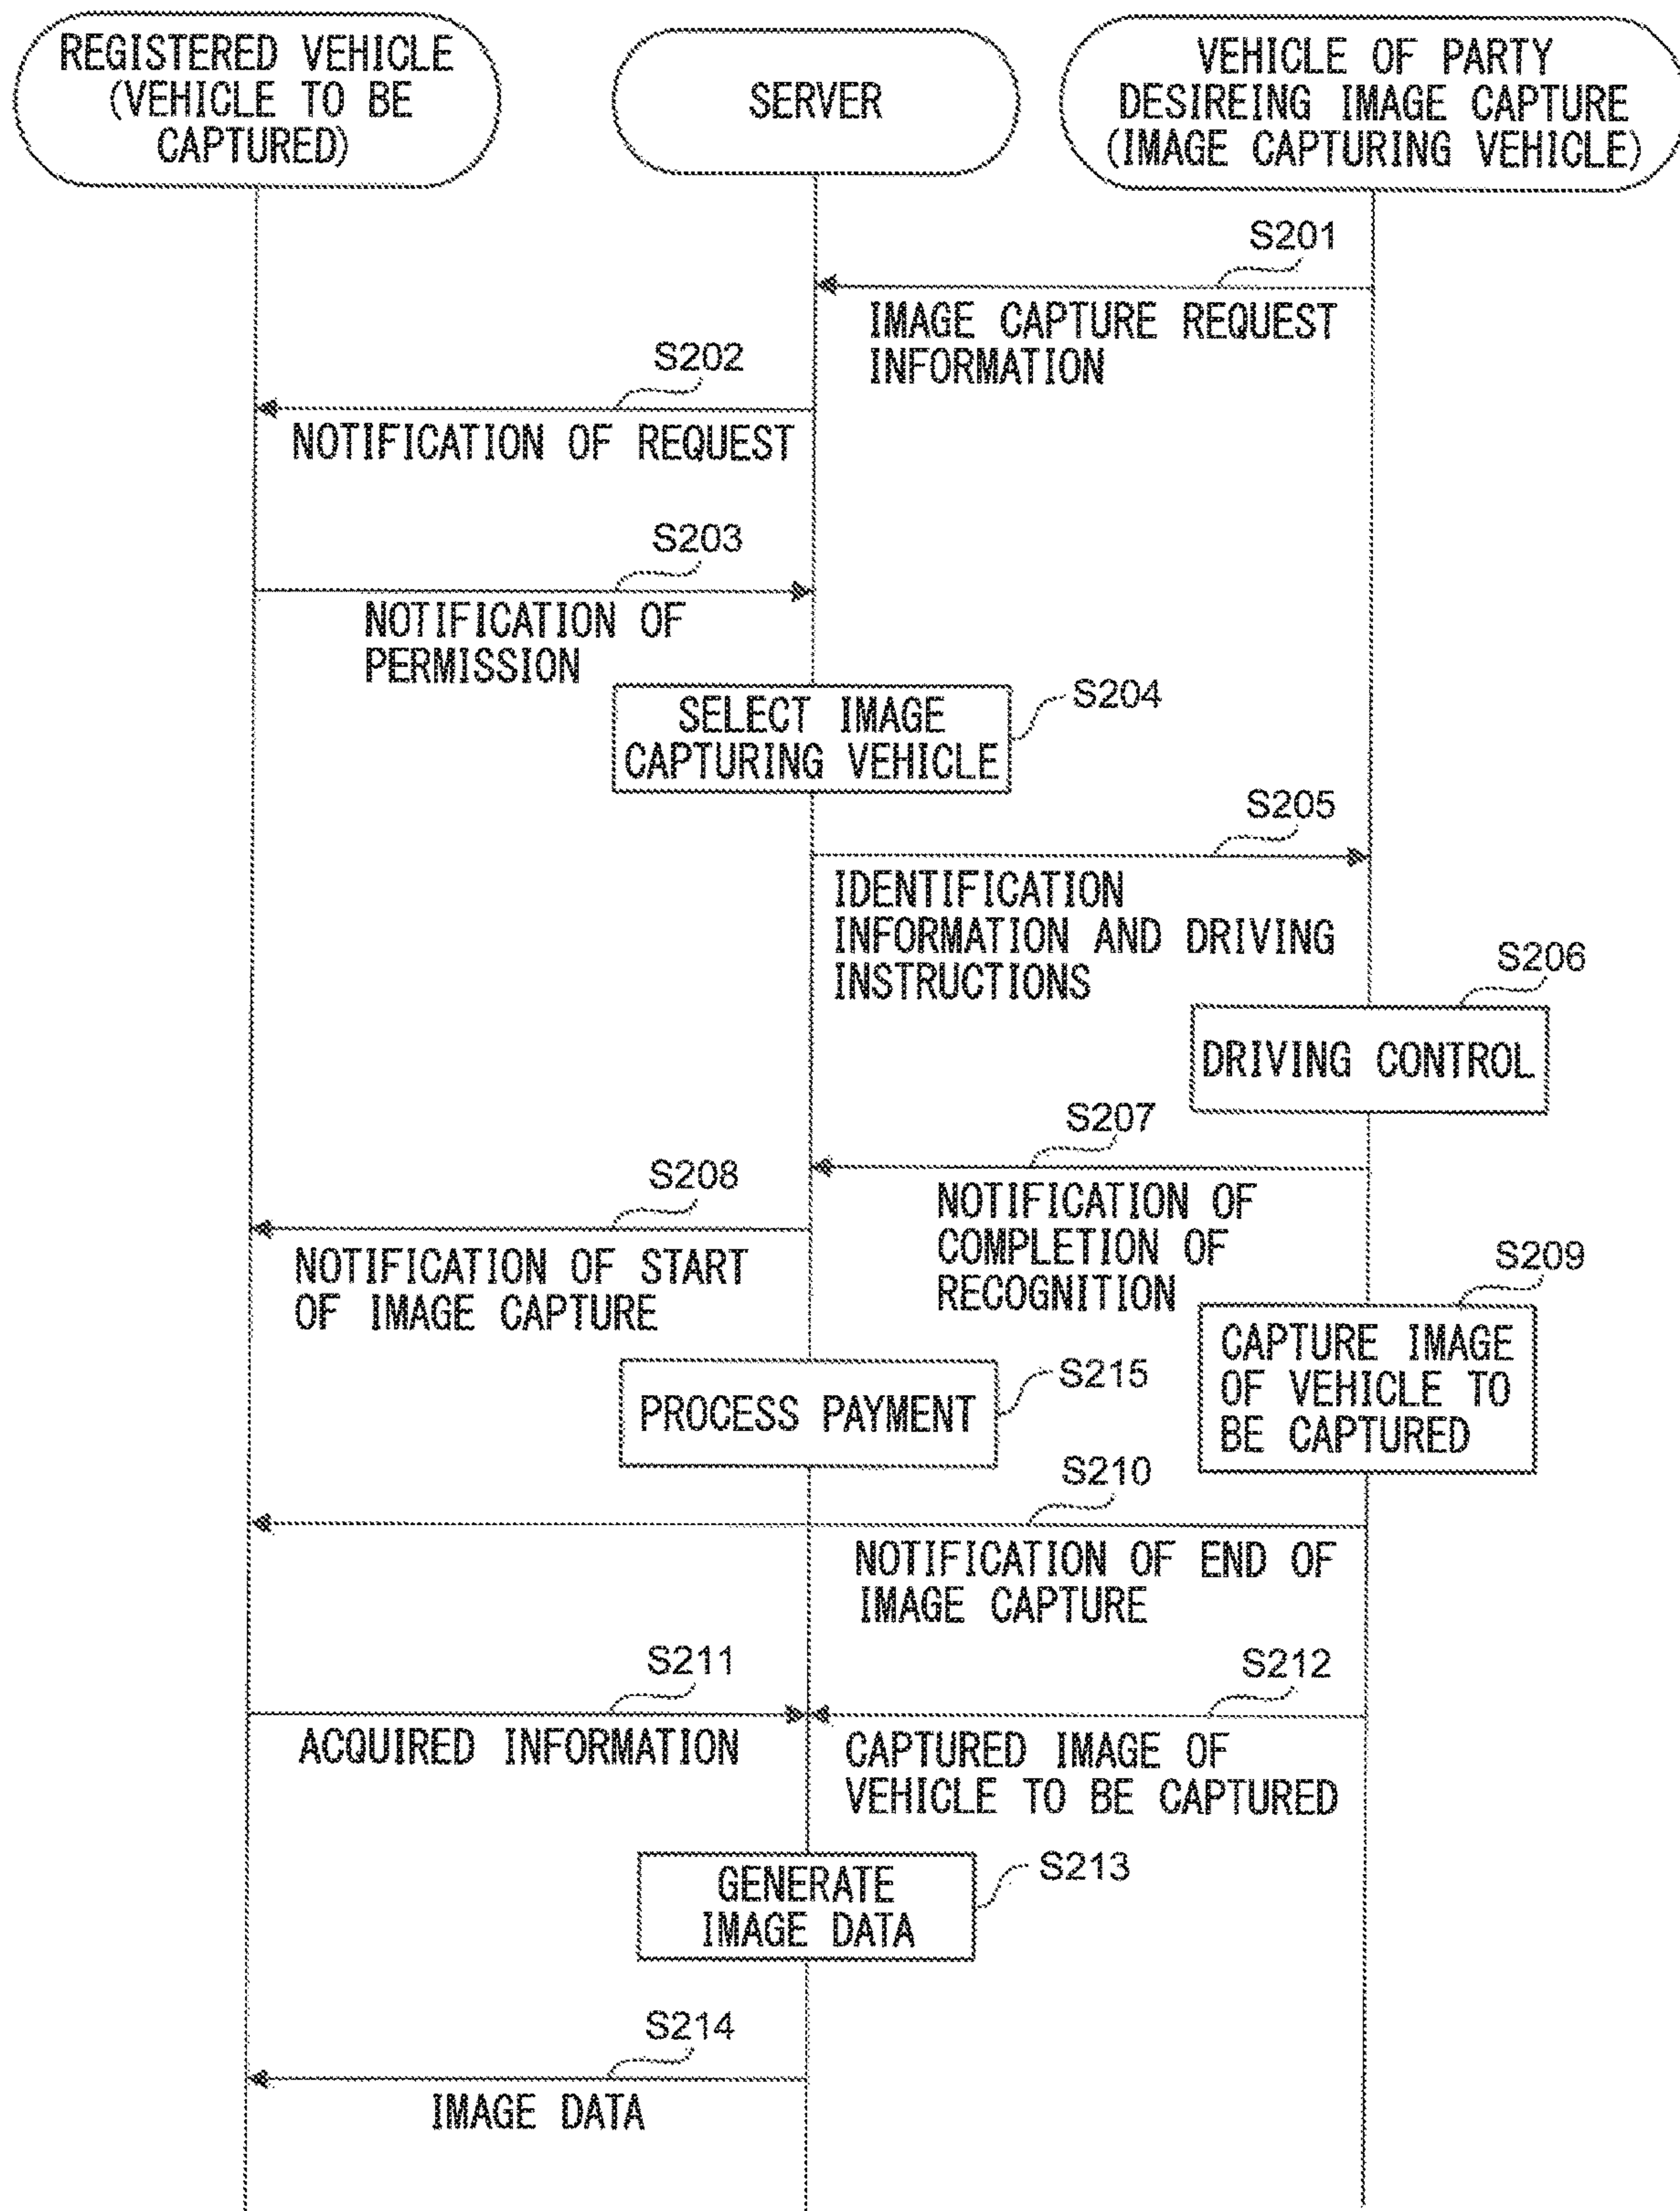 REGISTERED VEHICLE
(VEHICLE TO BE
CAPTURED)
SERVER
VEHICLE OF PARTY
DESIREING IMAGE CAPTURE
(IMAGE CAPTURING VEHICLE)
S201
IMAGE CAPTURE REQUEST
INFORMATION
S202
NOTIFICATION OF REQUEST
S203
NOTIFICATION OF
PERMISSION
S204
SELECT IMAGE
CAPTURING VEHICLE
S205
IDENTIFICATION
INFORMATION AND DRIVING
INSTRUCTIONS
S206
DRIVING CONTROL
S207
NOTIFICATION OF
COMPLETION OF
RECOGNITION
S208
NOTIFICATION OF START
OF IMAGE CAPTURE
S209
CAPTURE IMAGE
OF VEHICLE TO
BE CAPTURED
S215
PROCESS PAYMENT
S210
NOTIFICATION OF END OF
IMAGE CAPTURE
S211
ACQUIRED INFORMATION
S212
CAPTURED IMAGE OF
VEHICLE TO BE CAPTURED
S213
GENERATE
IMAGE DATA
S214
IMAGE DATA